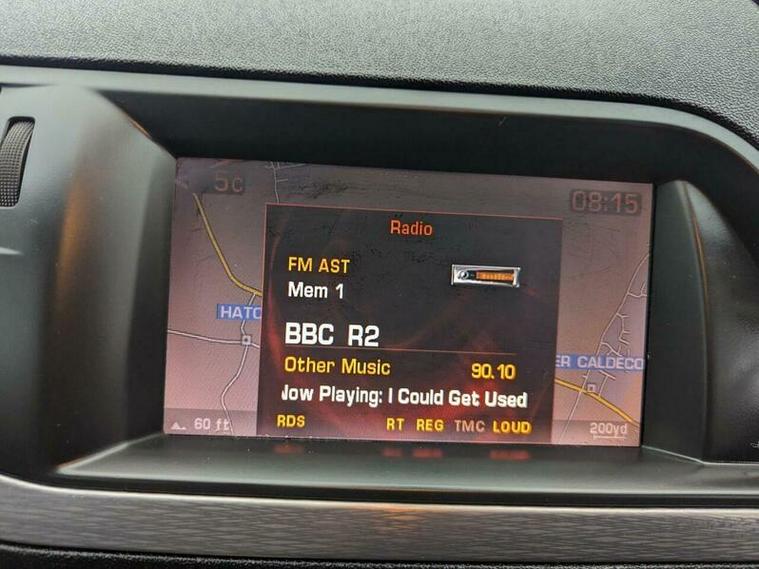 5c
08:15
Radio
FM AST
Mem 1
BBC R2
Other Music 90.10
Jow Playing: I Could Get Used
HATC
ER CALDECO
RDS RT REG TMC LOUD
60 ft
200yd